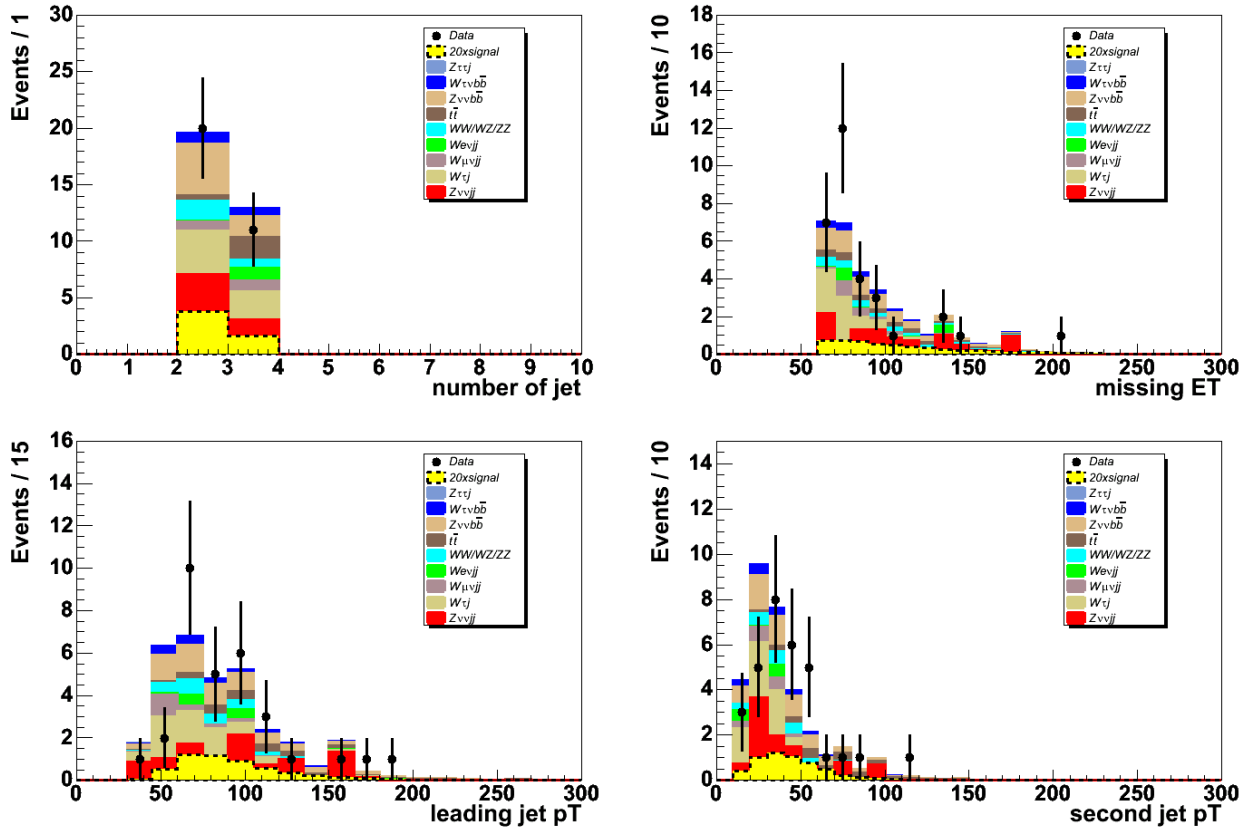 Events / 1
30
25
20
15
10
5
0
0 1 2 3 4 5 6 7 8 9 10
number of jet
Data
20xsignal
Zττj
Wτνbb̅
Zννbb̅
tt̅
WW/WZ/ZZ
Weνjj
Wμνjj
Wτj
Zννjj
Events / 10
18
16
14
12
10
8
6
4
2
0
0 50 100 150 200 250 300
missing ET
Data
20xsignal
Zττj
Wτνbb̅
Zννbb̅
tt̅
WW/WZ/ZZ
Weνjj
Wμνjj
Wτj
Zννjj
Events / 15
16
14
12
10
8
6
4
2
0
0 50 100 150 200 250 300
leading jet pT
Data
20xsignal
Zττj
Wτνbb̅
Zννbb̅
tt̅
WW/WZ/ZZ
Weνjj
Wμνjj
Wτj
Zννjj
Events / 10
14
12
10
8
6
4
2
0
0 50 100 150 200 250 300
second jet pT
Data
20xsignal
Zττj
Wτνbb̅
Zννbb̅
tt̅
WW/WZ/ZZ
Weνjj
Wμνjj
Wτj
Zννjj